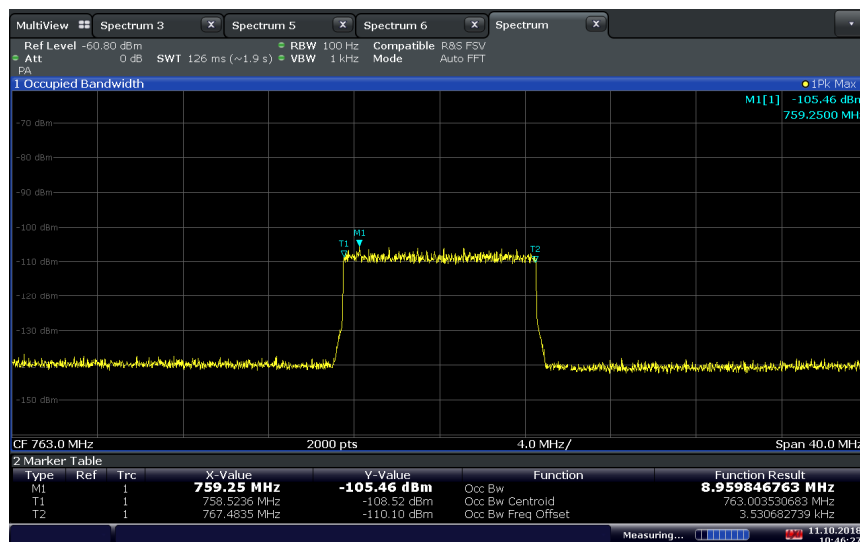 MultiView Spectrum 3 X Spectrum 5 X Spectrum 6 X Spectrum X
Ref Level -60.80 dBm RBW 100 Hz Compatible R&S FSV
Att 0 dB SWT 126 ms (~1.9 s) VBW 1 kHz Mode Auto FFT
PA
1 Occupied Bandwidth 1Pk Max
M1[1] -105.46 dBm
759.2500 MH
-70 dBm
-80 dBm
-90 dBm
-100 dBm
M1
T1
T2
-110 dBm
-120 dBm
-130 dBm
-150 dBm
CF 763.0 MHz 2000 pts 4.0 MHz/ Span 40.0 MHz
2 Marker Table
Type Ref Trc X-Value Y-Value Function Function Result
M1 1 759.25 MHz -105.46 dBm Occ Bw 8.959846763 MHz
T1 1 758.5236 MHz -108.52 dBm Occ Bw Centroid 763.003530683 MHz
T2 1 767.4835 MHz -110.10 dBm Occ Bw Freq Offset 3.530682739 kHz
Measuring... 11.10.2018
10:46:27